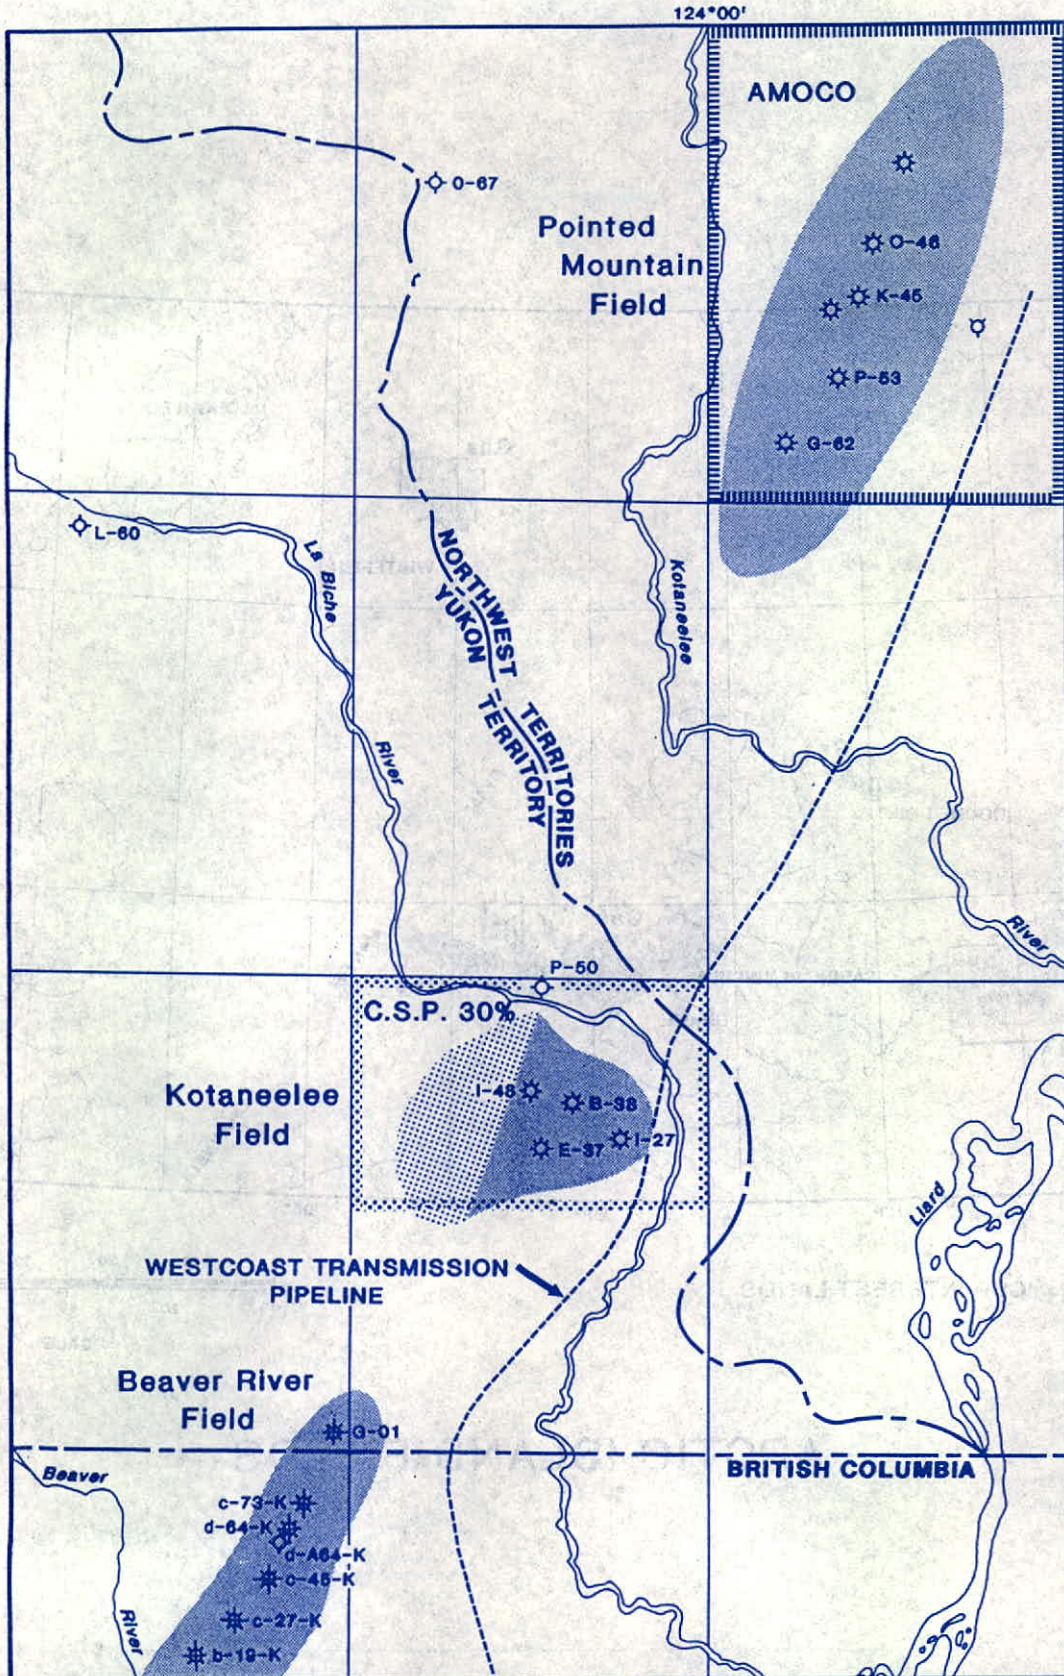 124°00'
AMOCO
O-67
Pointed
Mountain
Field
O-46
K-45
P-53
G-62
L-60
La Biche
River
NORTHWEST
TERRITORIES
YUKON
TERRITORY
Kotaneelee
River
P-50
C.S.P. 30%
Kotaneelee
Field
I-48
B-38
E-37
I-27
Liard
WESTCOAST TRANSMISSION
PIPELINE
Beaver River
Field
G-01
BRITISH COLUMBIA
Beaver
River
c-73-K
d-64-K
d-A64-K
c-45-K
c-27-K
b-19-K